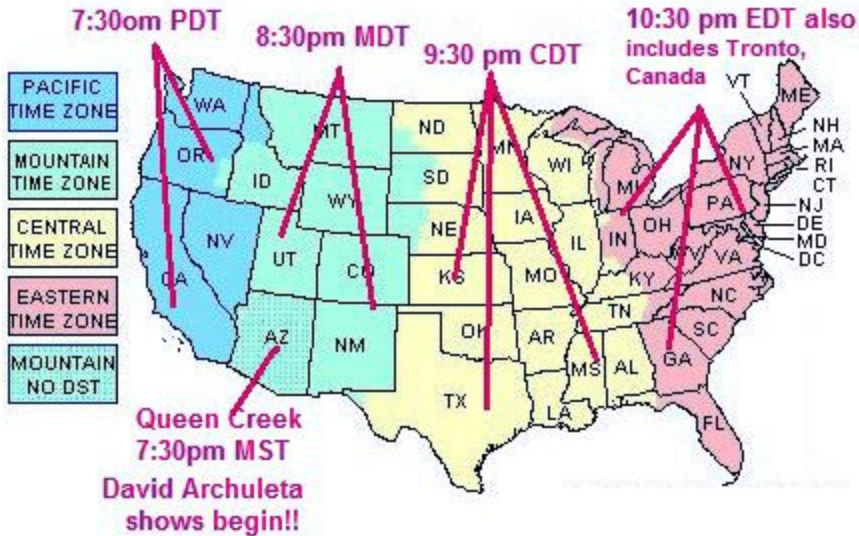 7:30om PDT
8:30pm MDT
9:30 pm CDT
10:30 pm EDT also
includes Tronto,
Canada
PACIFIC
TIME ZONE
MOUNTAIN
TIME ZONE
CENTRAL
TIME ZONE
EASTERN
TIME ZONE
MOUNTAIN
NO DST
WA
OR
CA
NV
ID
MT
WY
UT
CO
AZ
NM
ND
SD
NE
KS
OK
TX
MN
IA
MO
AR
LA
WI
IL
MS
AL
TN
MI
IN
OH
KY
WV
VA
NC
SC
GA
FL
PA
NY
VT
ME
NH
MA
RI
CT
NJ
DE
MD
DC
Queen Creek
7:30pm MST
David Archuleta
shows begin!!